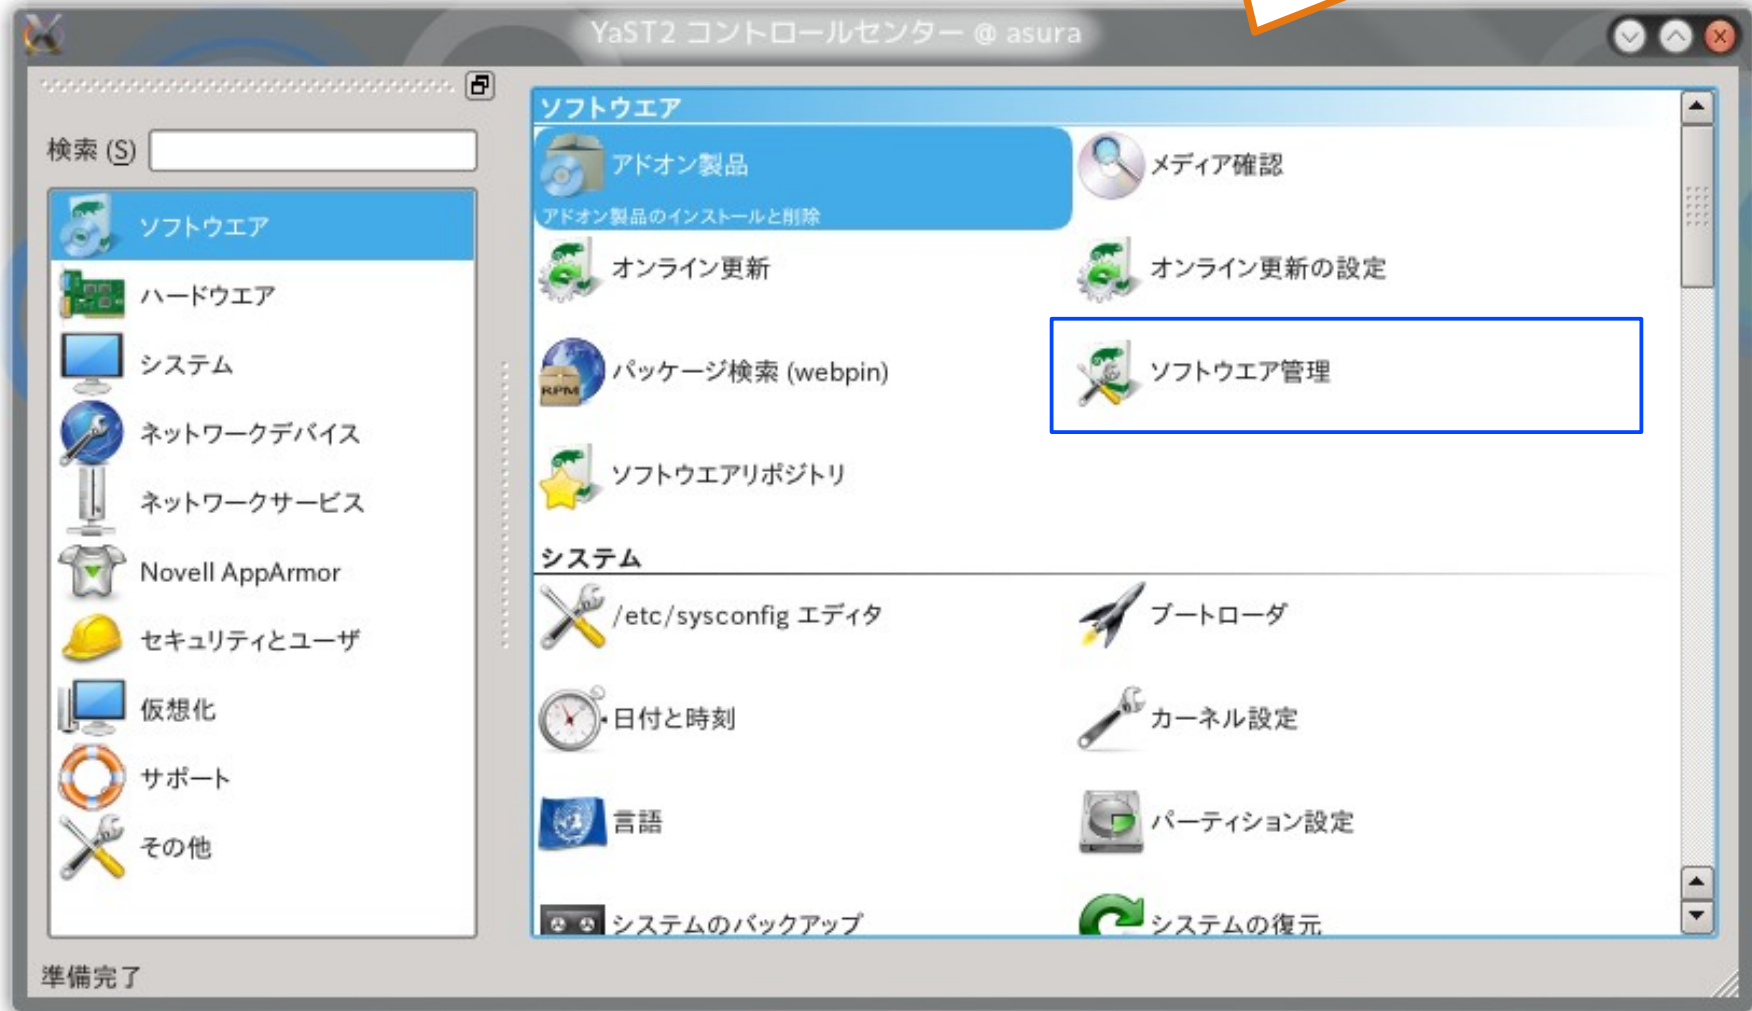 YaST2 コントロールセンター @ asura
検索 (S)
ソフトウエア
ハードウエア
システム
ネットワークデバイス
ネットワークサービス
Novell AppArmor
セキュリティとユーザ
仮想化
サポート
その他
ソフトウエア
アドオン製品
アドオン製品のインストールと削除
メディア確認
オンライン更新
オンライン更新の設定
パッケージ検索 (webpin)
RPM
ソフトウエア管理
ソフトウエアリポジトリ
システム
/etc/sysconfig エディタ
ブートローダ
日付と時刻
カーネル設定
言語
パーティション設定
システムのバックアップ
システムの復元
準備完了